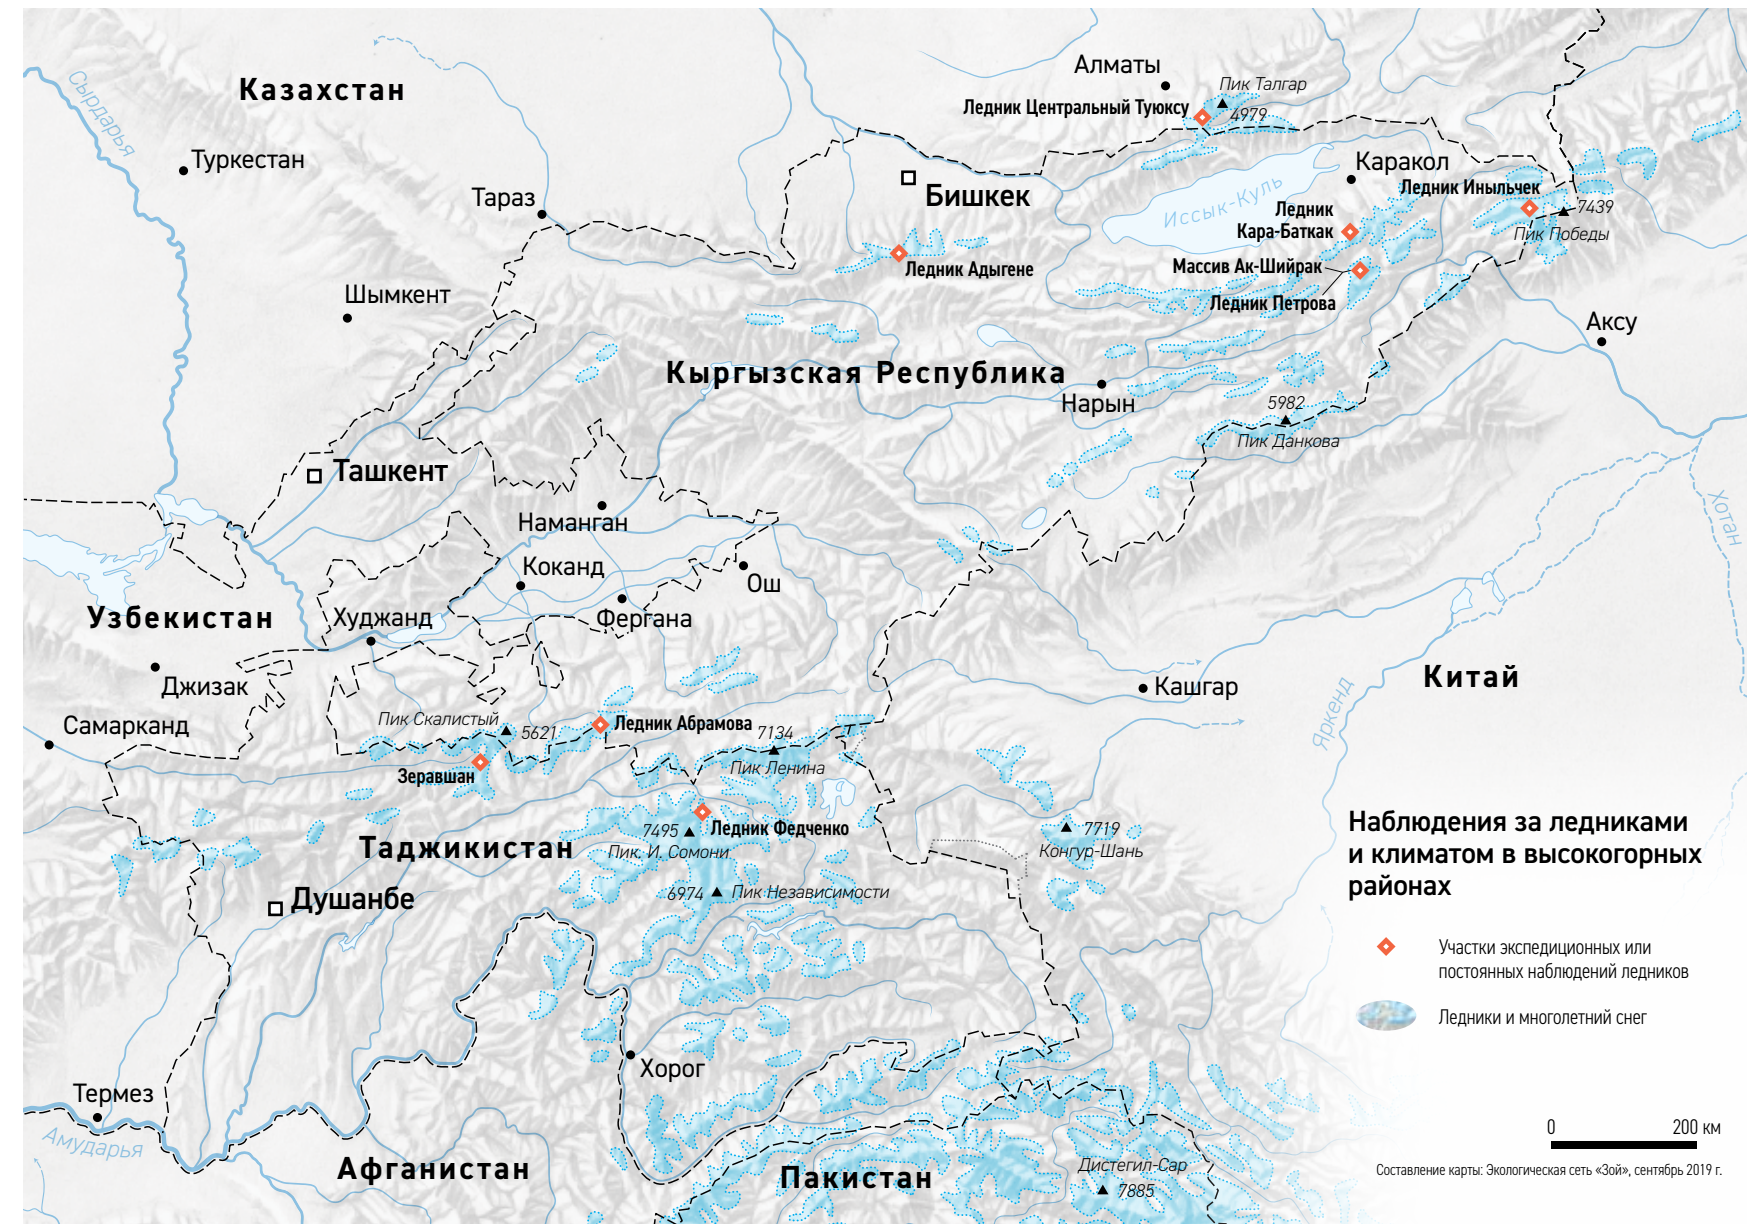 Казахстан
Сырдарья
Туркестан
Тараз
Шымкент
Алматы
Пик Талгар
4979
Ледник Центральный Туюксу
Бишкек
Иссык-Куль
Каракол
Ледник Иныльчек
7439
Пик Победы
Ледник
Кара-Баткак
Массив Ак-Шийрак
Ледник Петрова
Ледник Адыгене
Аксу
Кыргызская Республика
Нарын
5982
Пик Данкова
Ташкент
Наманган
Коканд
Ош
Фергана
Худжанд
Узбекистан
Джизак
Самарканд
Хотан
Китай
Кашгар
Яркенд
Пик Скалистый
5621
Ледник Абрамова
7134
Пик Ленина
Зеравшан
Ледник Федченко
7495
Пик. И. Сомони
Таджикистан
6974
Пик Независимости
7719
Конгур-Шань
Душанбе
Хорог
Термез
Амударья
Афганистан
Пакистан
Дистегил-Сар
7885
Наблюдения за ледниками
и климатом в высокогорных
районах
Участки экспедиционных или
постоянных наблюдений ледников
Ледники и многолетний снег
0
200 км
Составление карты: Экологическая сеть «Зой», сентябрь 2019 г.